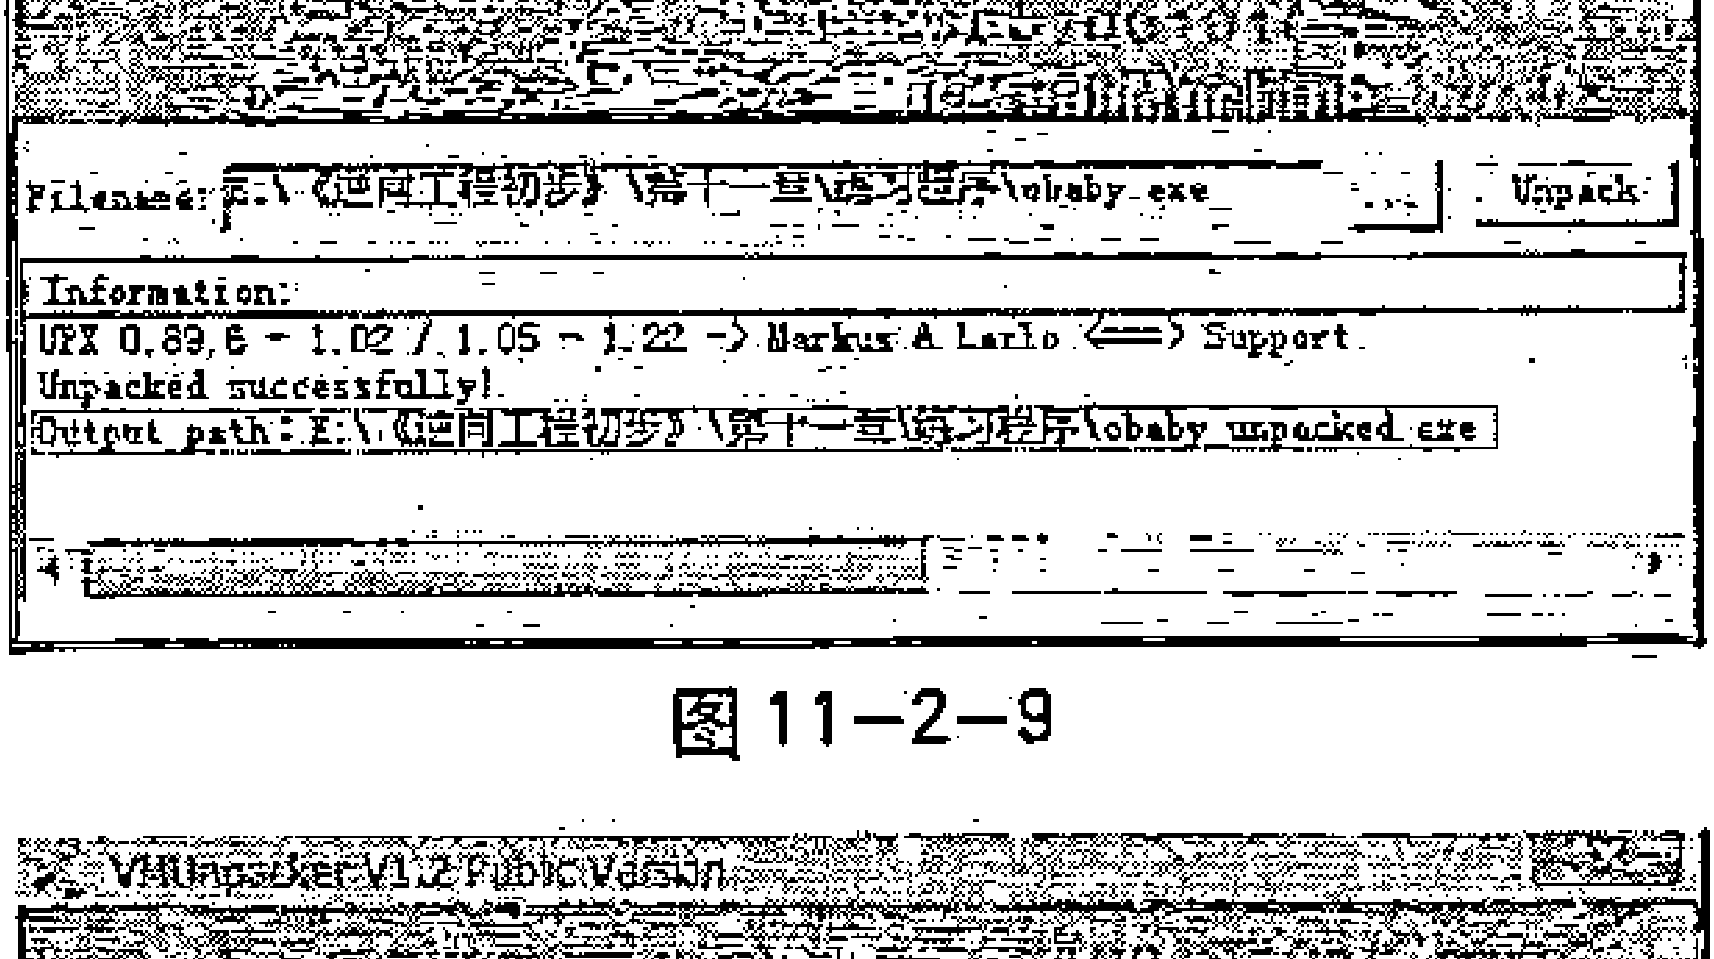 Filename: E:\《逆向工程初步》\第十一章\练习程序\obaby.exe ... Unpack
Information:
UPX 0.89.6 - 1.02 / 1.05 - 1.22 -> Markus & Lazlo <===> Support
Unpacked successfully!
Output path: E:\《逆向工程初步》\第十一章\练习程序\obaby_unpacked.exe
图 11-2-9
VMUnpacker V1.2 Public Version